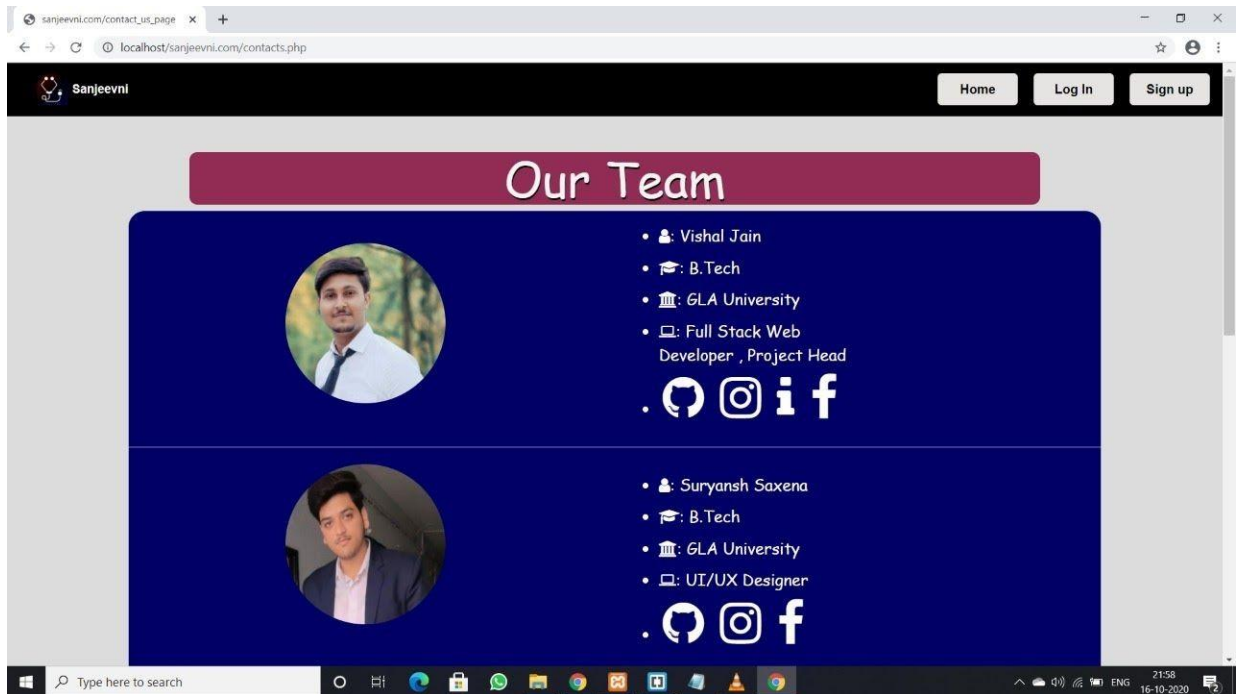 sanjeevni.com/contact_us_page
localhost/sanjeevni.com/contacts.php
Sanjeevni
Home
Log In
Sign up
Our Team
: Vishal Jain
: B.Tech
: GLA University
: Full Stack Web
Developer , Project Head
: Suryansh Saxena
: B.Tech
: GLA University
: UI/UX Designer
Type here to search
ENG
21:58
16-10-2020
2